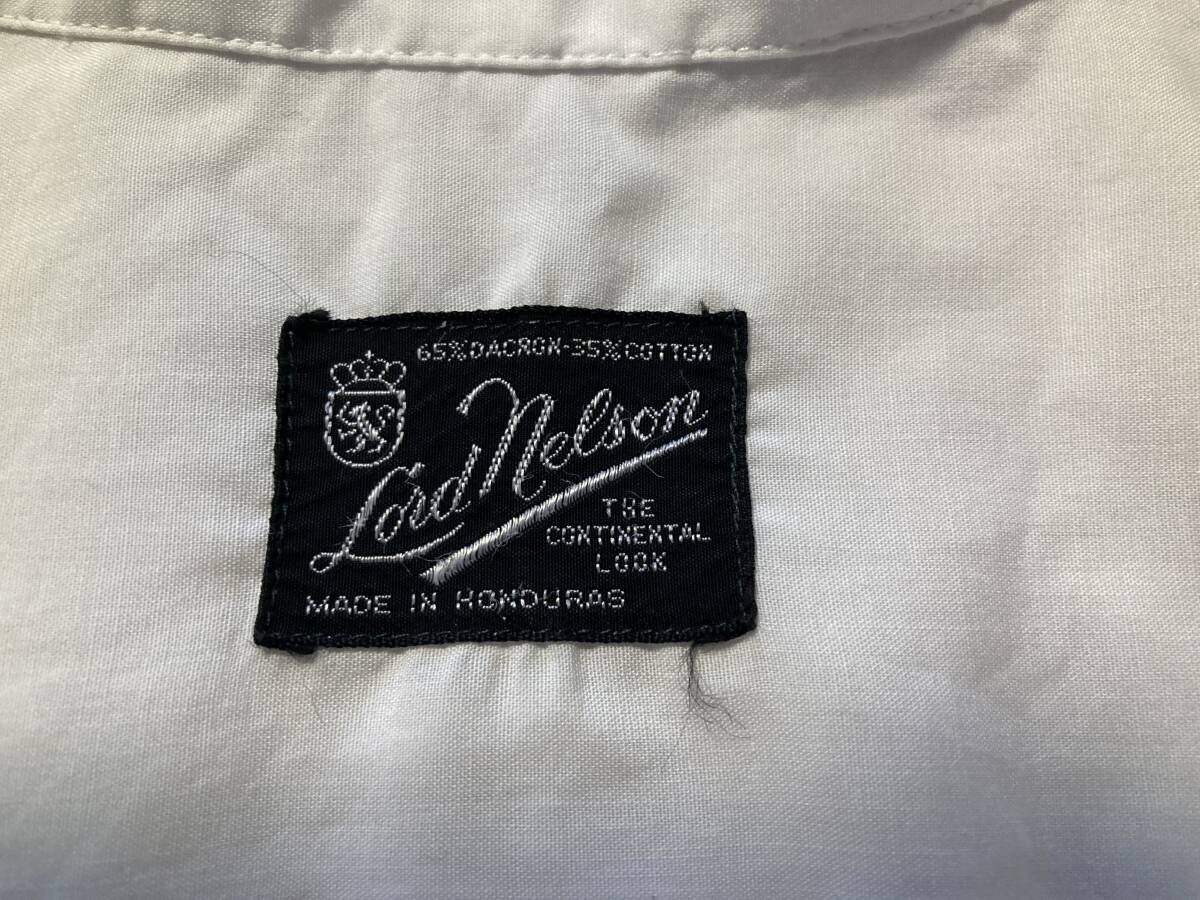 65% DACRON-35% COTTON
Lord Nelson
THE
CONTINENTAL
LOOK
MADE IN HONDURAS